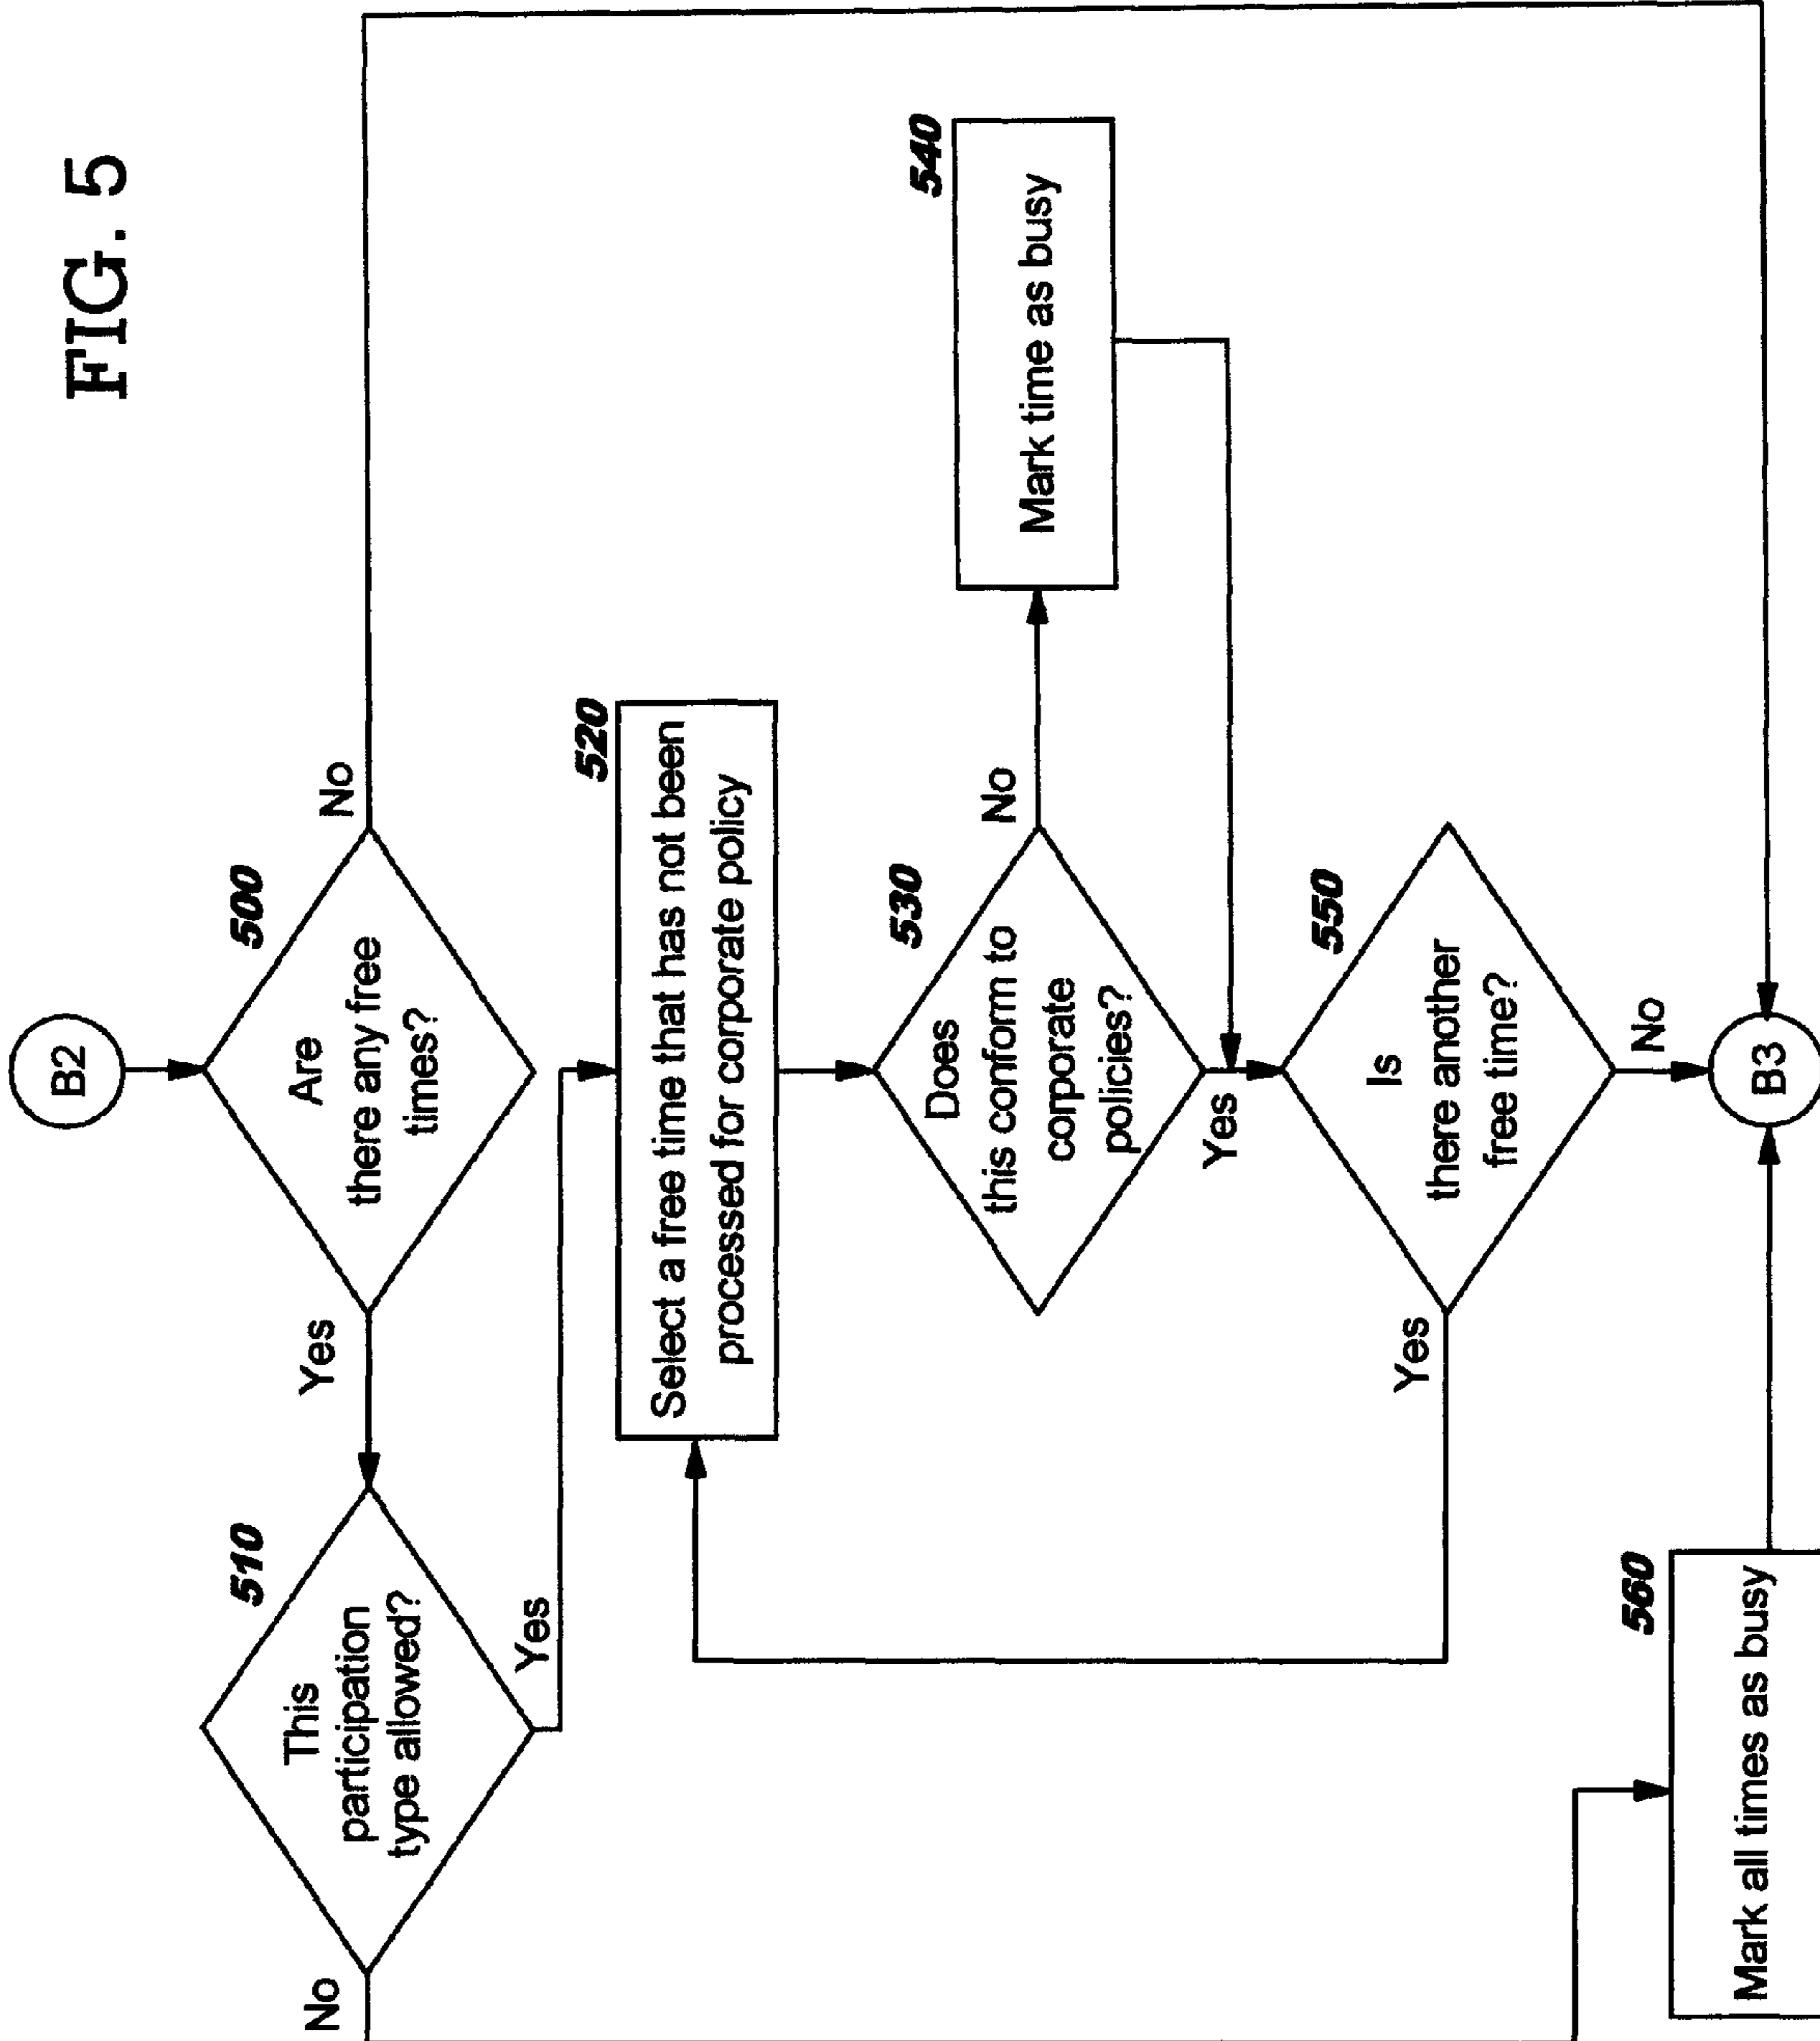 FIG. 5
B2
500
Are
there any free
times?
No
Yes
510
This
participation
type allowed?
No
Yes
520
Select a free time that has not been
processed for corporate policy
530
Does
this conform to
corporate
policies?
No
540
Mark time as busy
Yes
550
Is
there another
free time?
Yes
No
560
Mark all times as busy
B3